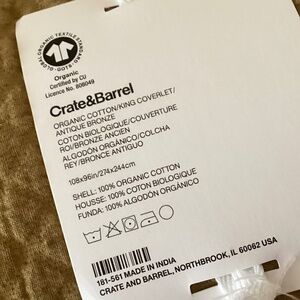 GLOBAL ORGANIC TEXTILE STANDARD · GOTS
Organic
Certified by CU
Licence No. 809049
Crate&Barrel
ORGANIC COTTON/KING COVERLET/
ANTIQUE BRONZE
COTON BIOLOGIQUE/COUVERTURE
ROI/BRONZE ANCIEN
ALGODÓN ORGÁNICO/COLCHA
REY/BRONCE ANTIGUO
108x96in/274x244cm
SHELL: 100% ORGANIC COTTON
HOUSSE: 100% COTON BIOLOGIQUE
FUNDA: 100% ALGODÓN ORGÁNICO
181-561 MADE IN INDIA
CRATE AND BARREL, NORTHBROOK, IL 60062 USA